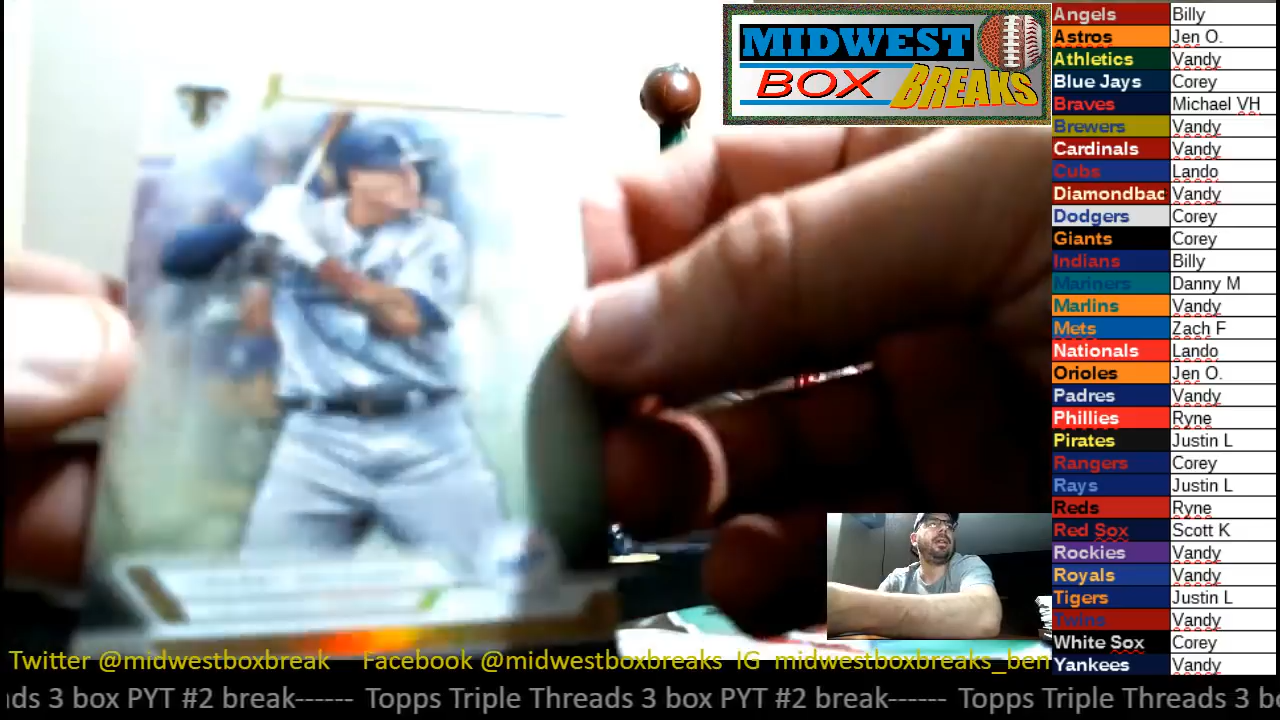 MIDWEST
BOX BREAKS
Angels Billy
Astros Jen O.
Athletics Vandy
Blue Jays Corey
Braves Michael VH
Brewers Vandy
Cardinals Vandy
Cubs Lando
Diamondbac Vandy
Dodgers Corey
Giants Corey
Indians Billy
Mariners Danny M
Marlins Vandy
Mets Zach F
Nationals Lando
Orioles Jen O.
Padres Vandy
Phillies Ryne
Pirates Justin L
Rangers Corey
Rays Justin L
Reds Ryne
Red Sox Scott K
Rockies Vandy
Royals Vandy
Tigers Justin L
Twins Vandy
White Sox Corey
Yankees Vandy
Twitter @midwestboxbreak Facebook @midwestboxbreaks IG midwestboxbreaks_ben
ds 3 box PYT #2 break------ Topps Triple Threads 3 box PYT #2 break------ Topps Triple Threads 3 b